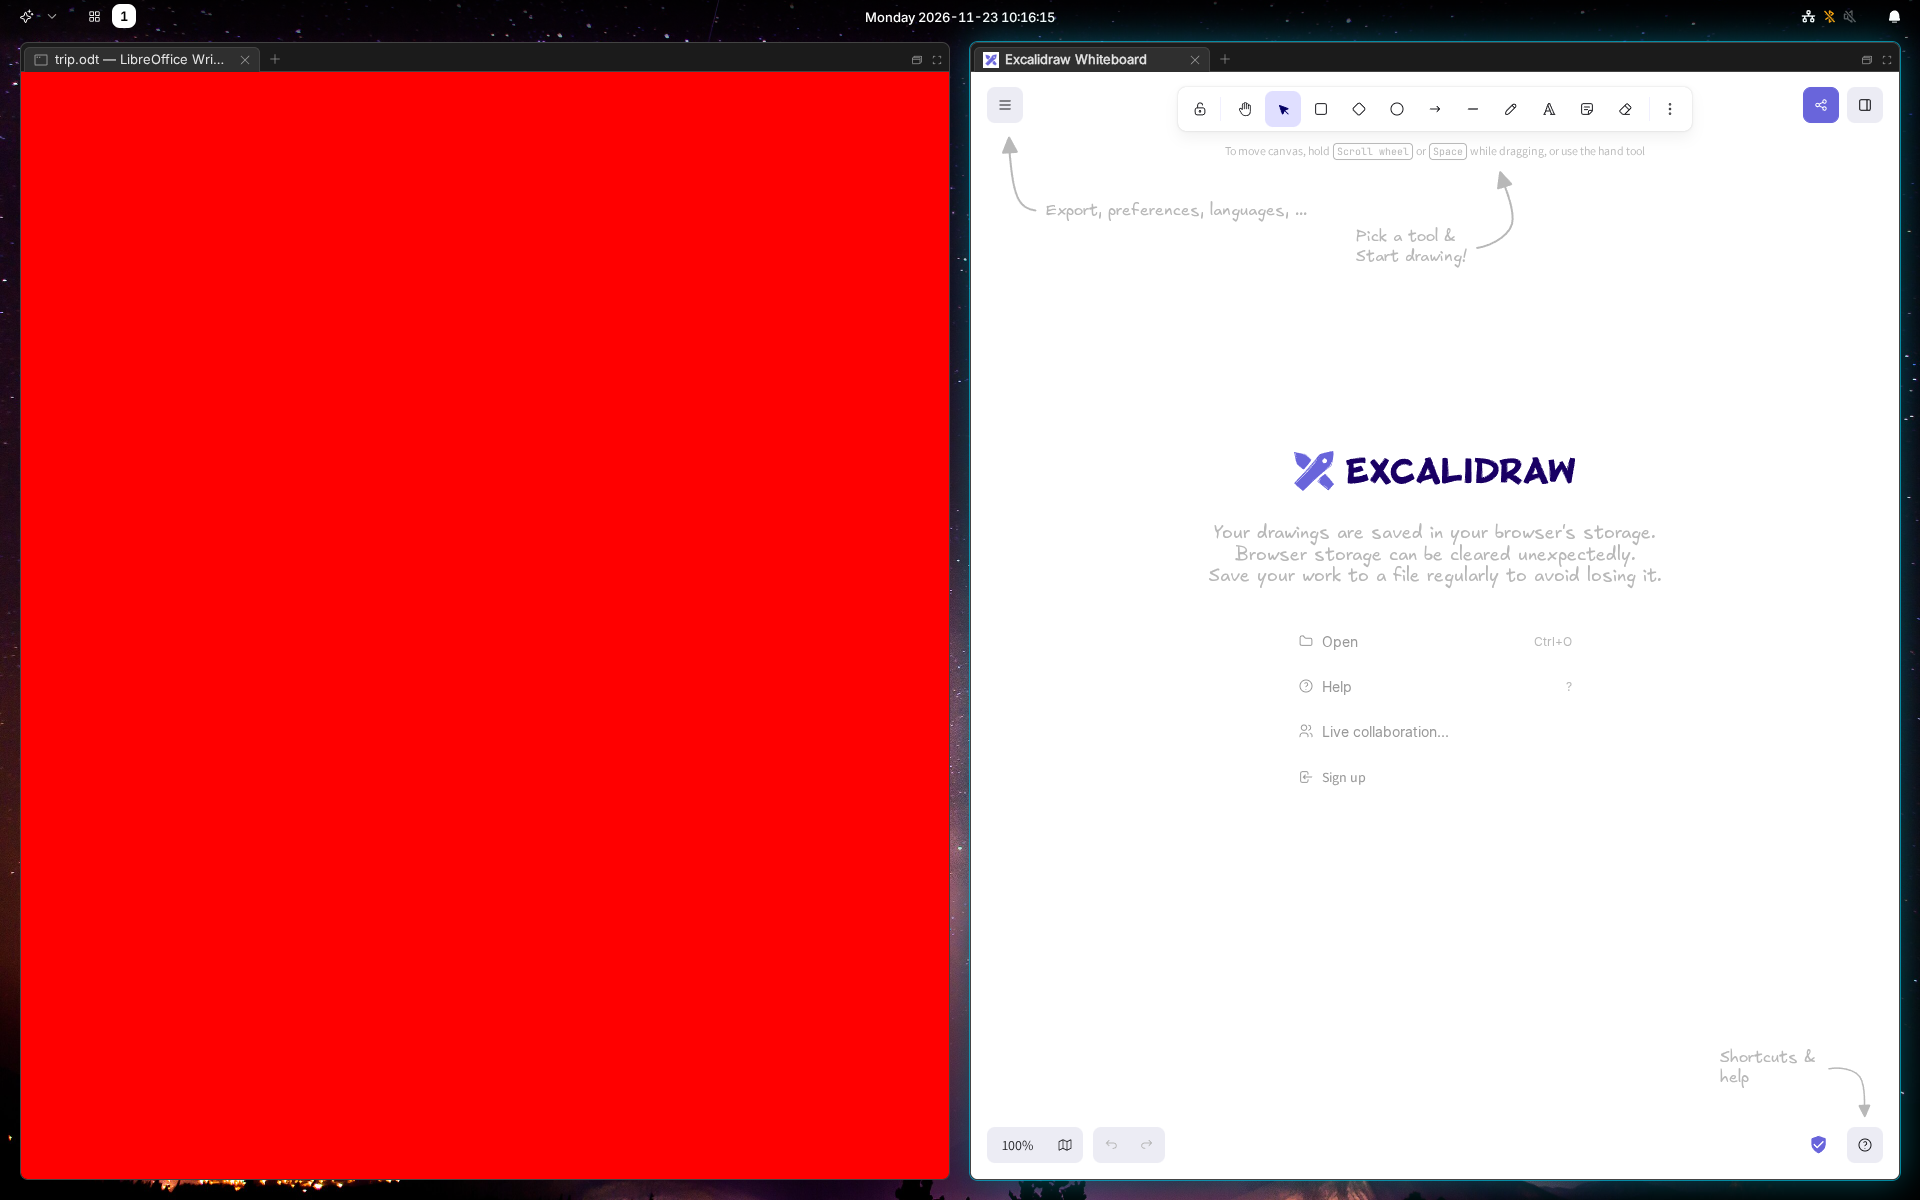 1
Monday 2026-11-23 10:16:15
trip.odt — LibreOffice Wri...
Excalidraw Whiteboard
To move canvas, hold Scroll wheel or Space while dragging, or use the hand tool
Export, preferences, languages, ...
Pick a tool &
Start drawing!
EXCALIDRAW
Your drawings are saved in your browser's storage.
Browser storage can be cleared unexpectedly.
Save your work to a file regularly to avoid losing it.
Open Ctrl+O
Help ?
Live collaboration...
Sign up
Shortcuts &
help
100%